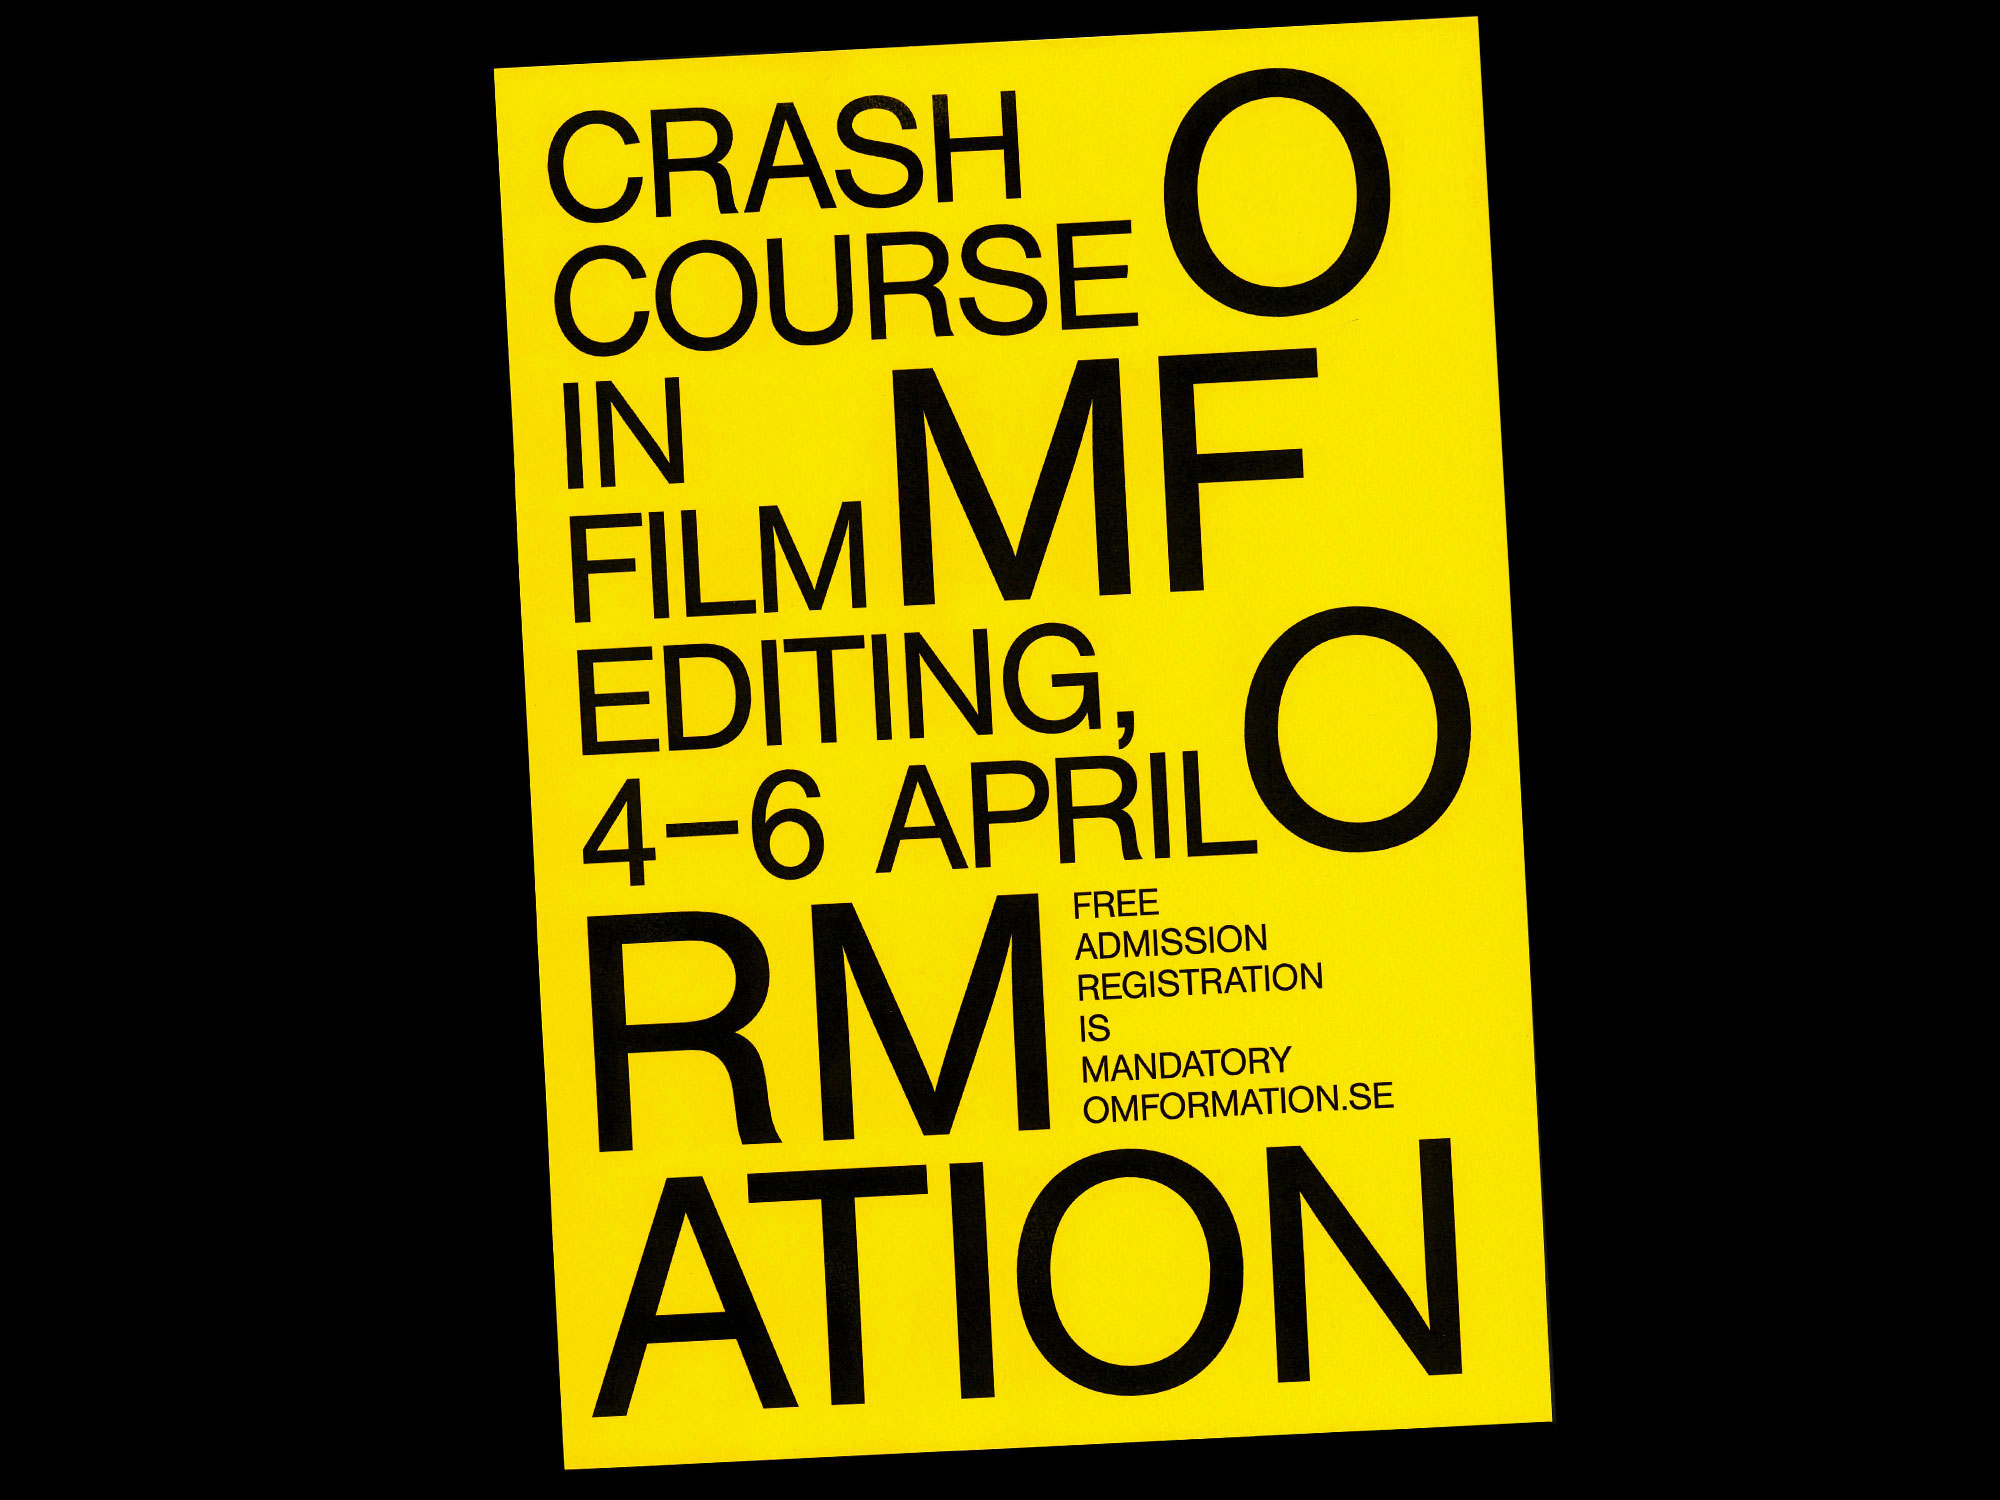 CRASH
COURSE
IN
FILM
EDITING,
4–6 APRIL
O
MF
O
RM
ATION
FREE
ADMISSION
REGISTRATION
IS
MANDATORY
OMFORMATION.SE